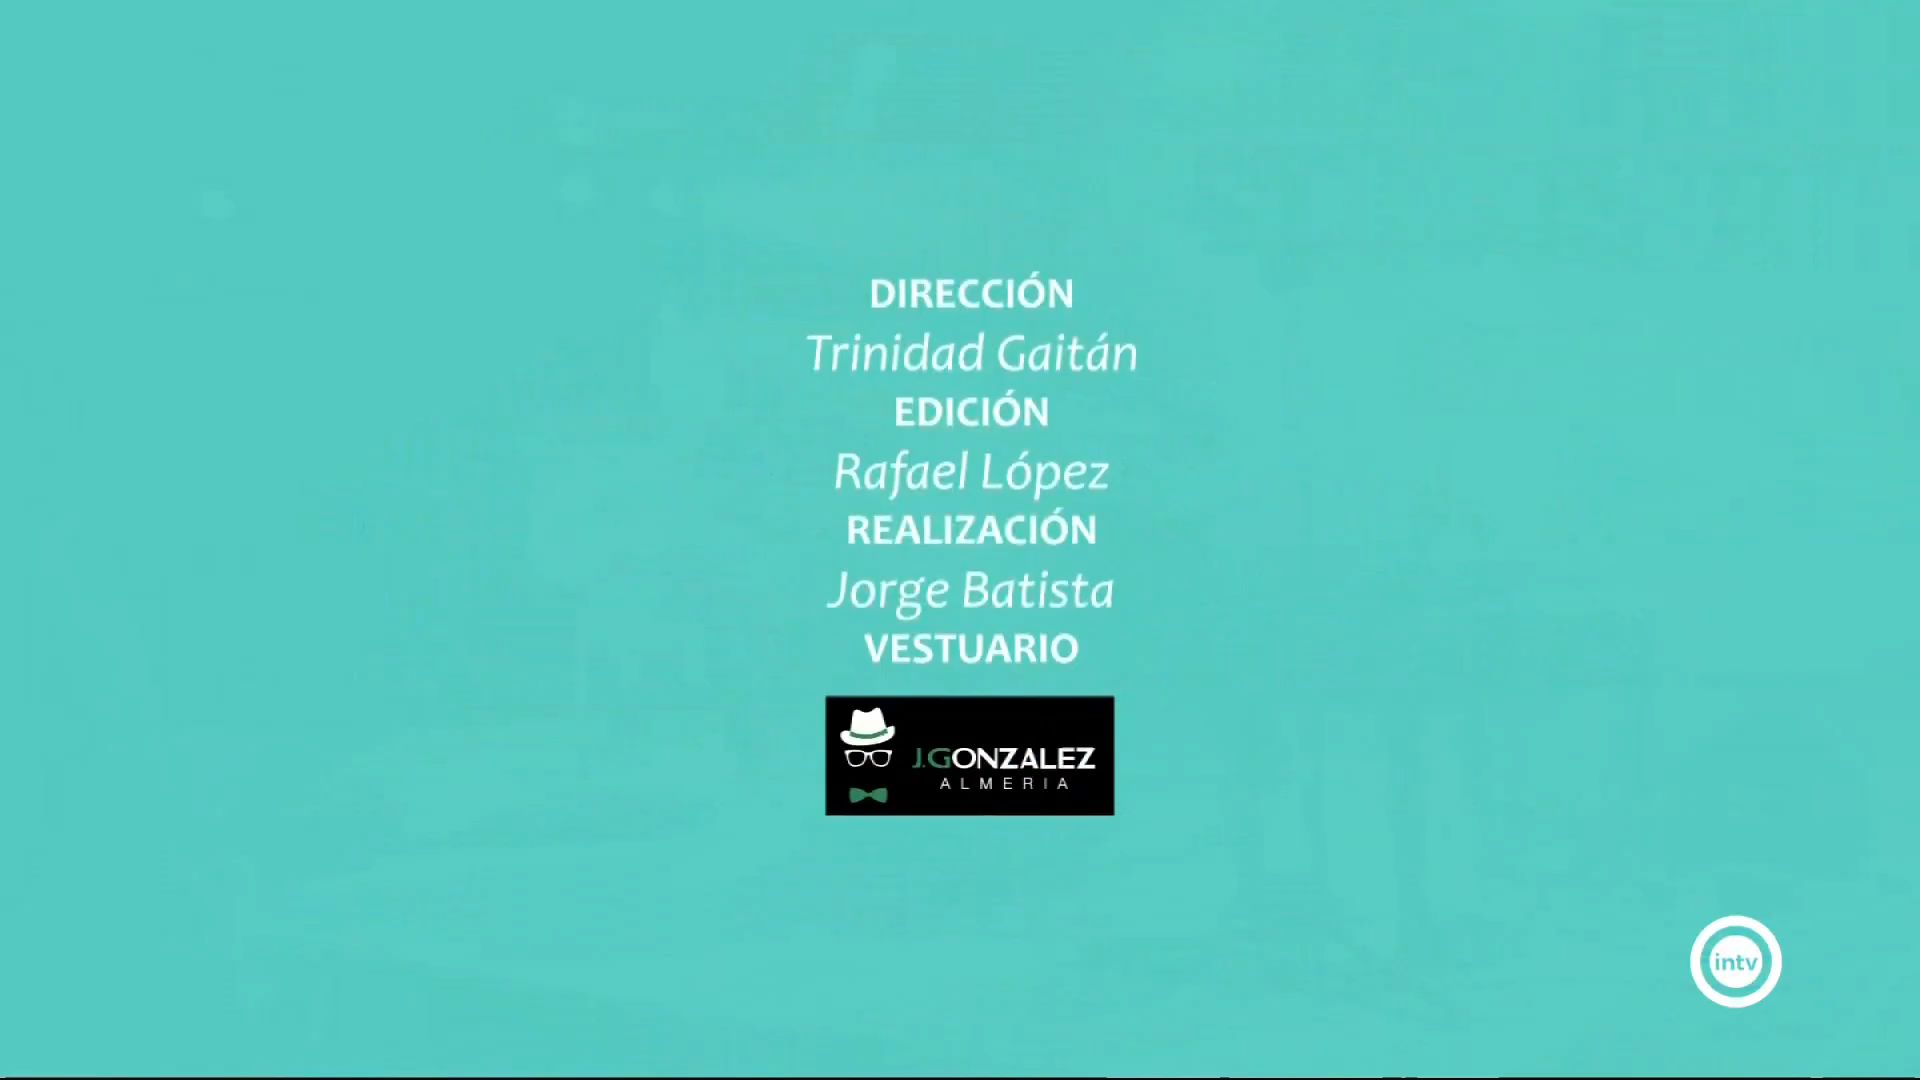 DIRECCIÓN
Trinidad Gaitán
EDICIÓN
Rafael López
REALIZACIÓN
Jorge Batista
VESTUARIO
J.GONZALEZ
ALMERIA
intv